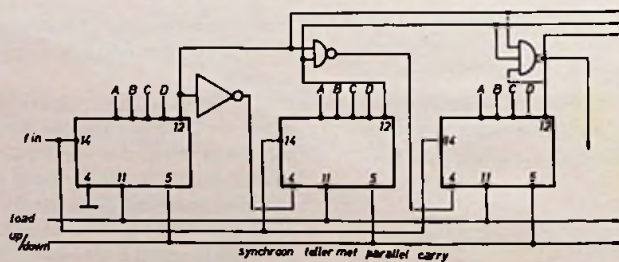 A B C D
12
A B C D
12
A B C D
12
f in
14
14
14
4 11 5
4 11 5
4 11 5
load
up/down
synchroon teller met parallel carry